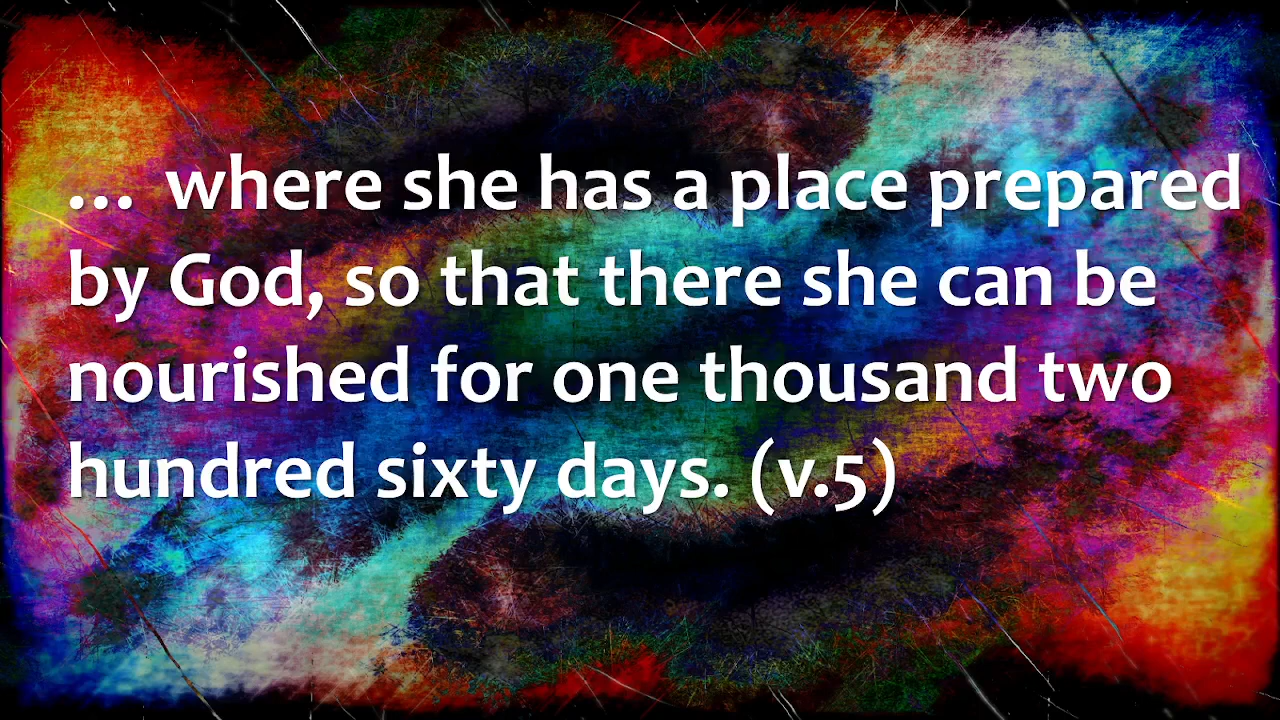 … where she has a place prepared
by God, so that there she can be
nourished for one thousand two
hundred sixty days. (v.5)